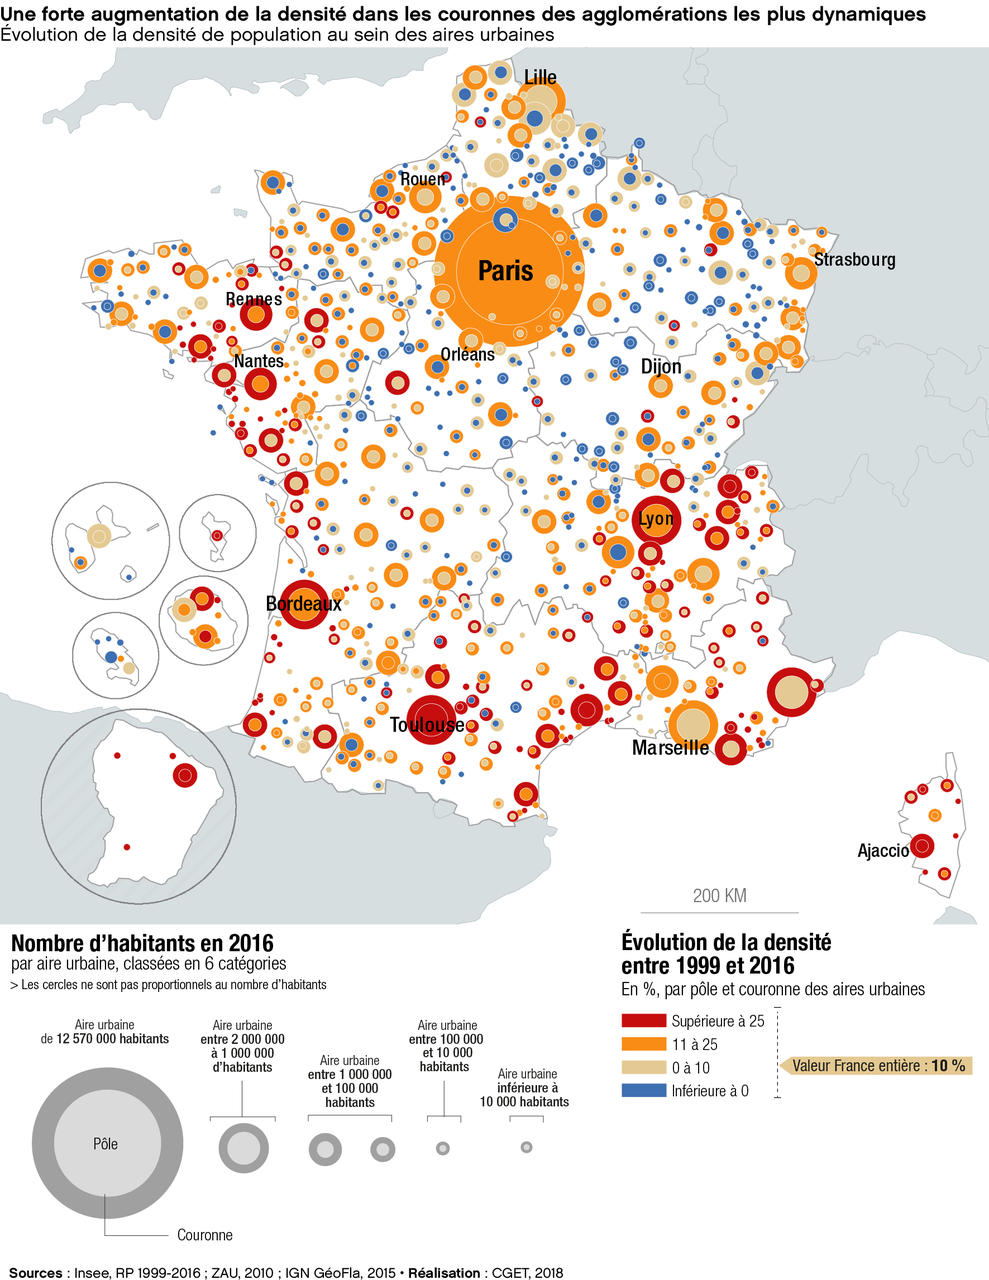 Une forte augmentation de la densité dans les couronnes des agglomérations les plus dynamiques
Évolution de la densité de population au sein des aires urbaines
Lille
Rouen
Paris
Strasbourg
Rennes
Orléans
Nantes
Dijon
Lyon
Bordeaux
Toulouse
Marseille
Ajaccio
200 KM
Nombre d’habitants en 2016
par aire urbaine, classées en 6 catégories
> Les cercles ne sont pas proportionnels au nombre d’habitants
Aire urbaine
de 12 570 000 habitants
Aire urbaine
entre 2 000 000
à 1 000 000
d’habitants
Aire urbaine
entre 1 000 000
et 100 000
habitants
Aire urbaine
entre 100 000
et 10 000
habitants
Aire urbaine
inférieure à
10 000 habitants
Pôle
Couronne
Évolution de la densité
entre 1999 et 2016
En %, par pôle et couronne des aires urbaines
Supérieure à 25
11 à 25
0 à 10
Inférieure à 0
Valeur France entière : 10 %
Sources : Insee, RP 1999-2016 ; ZAU, 2010 ; IGN GéoFla, 2015 • Réalisation : CGET, 2018